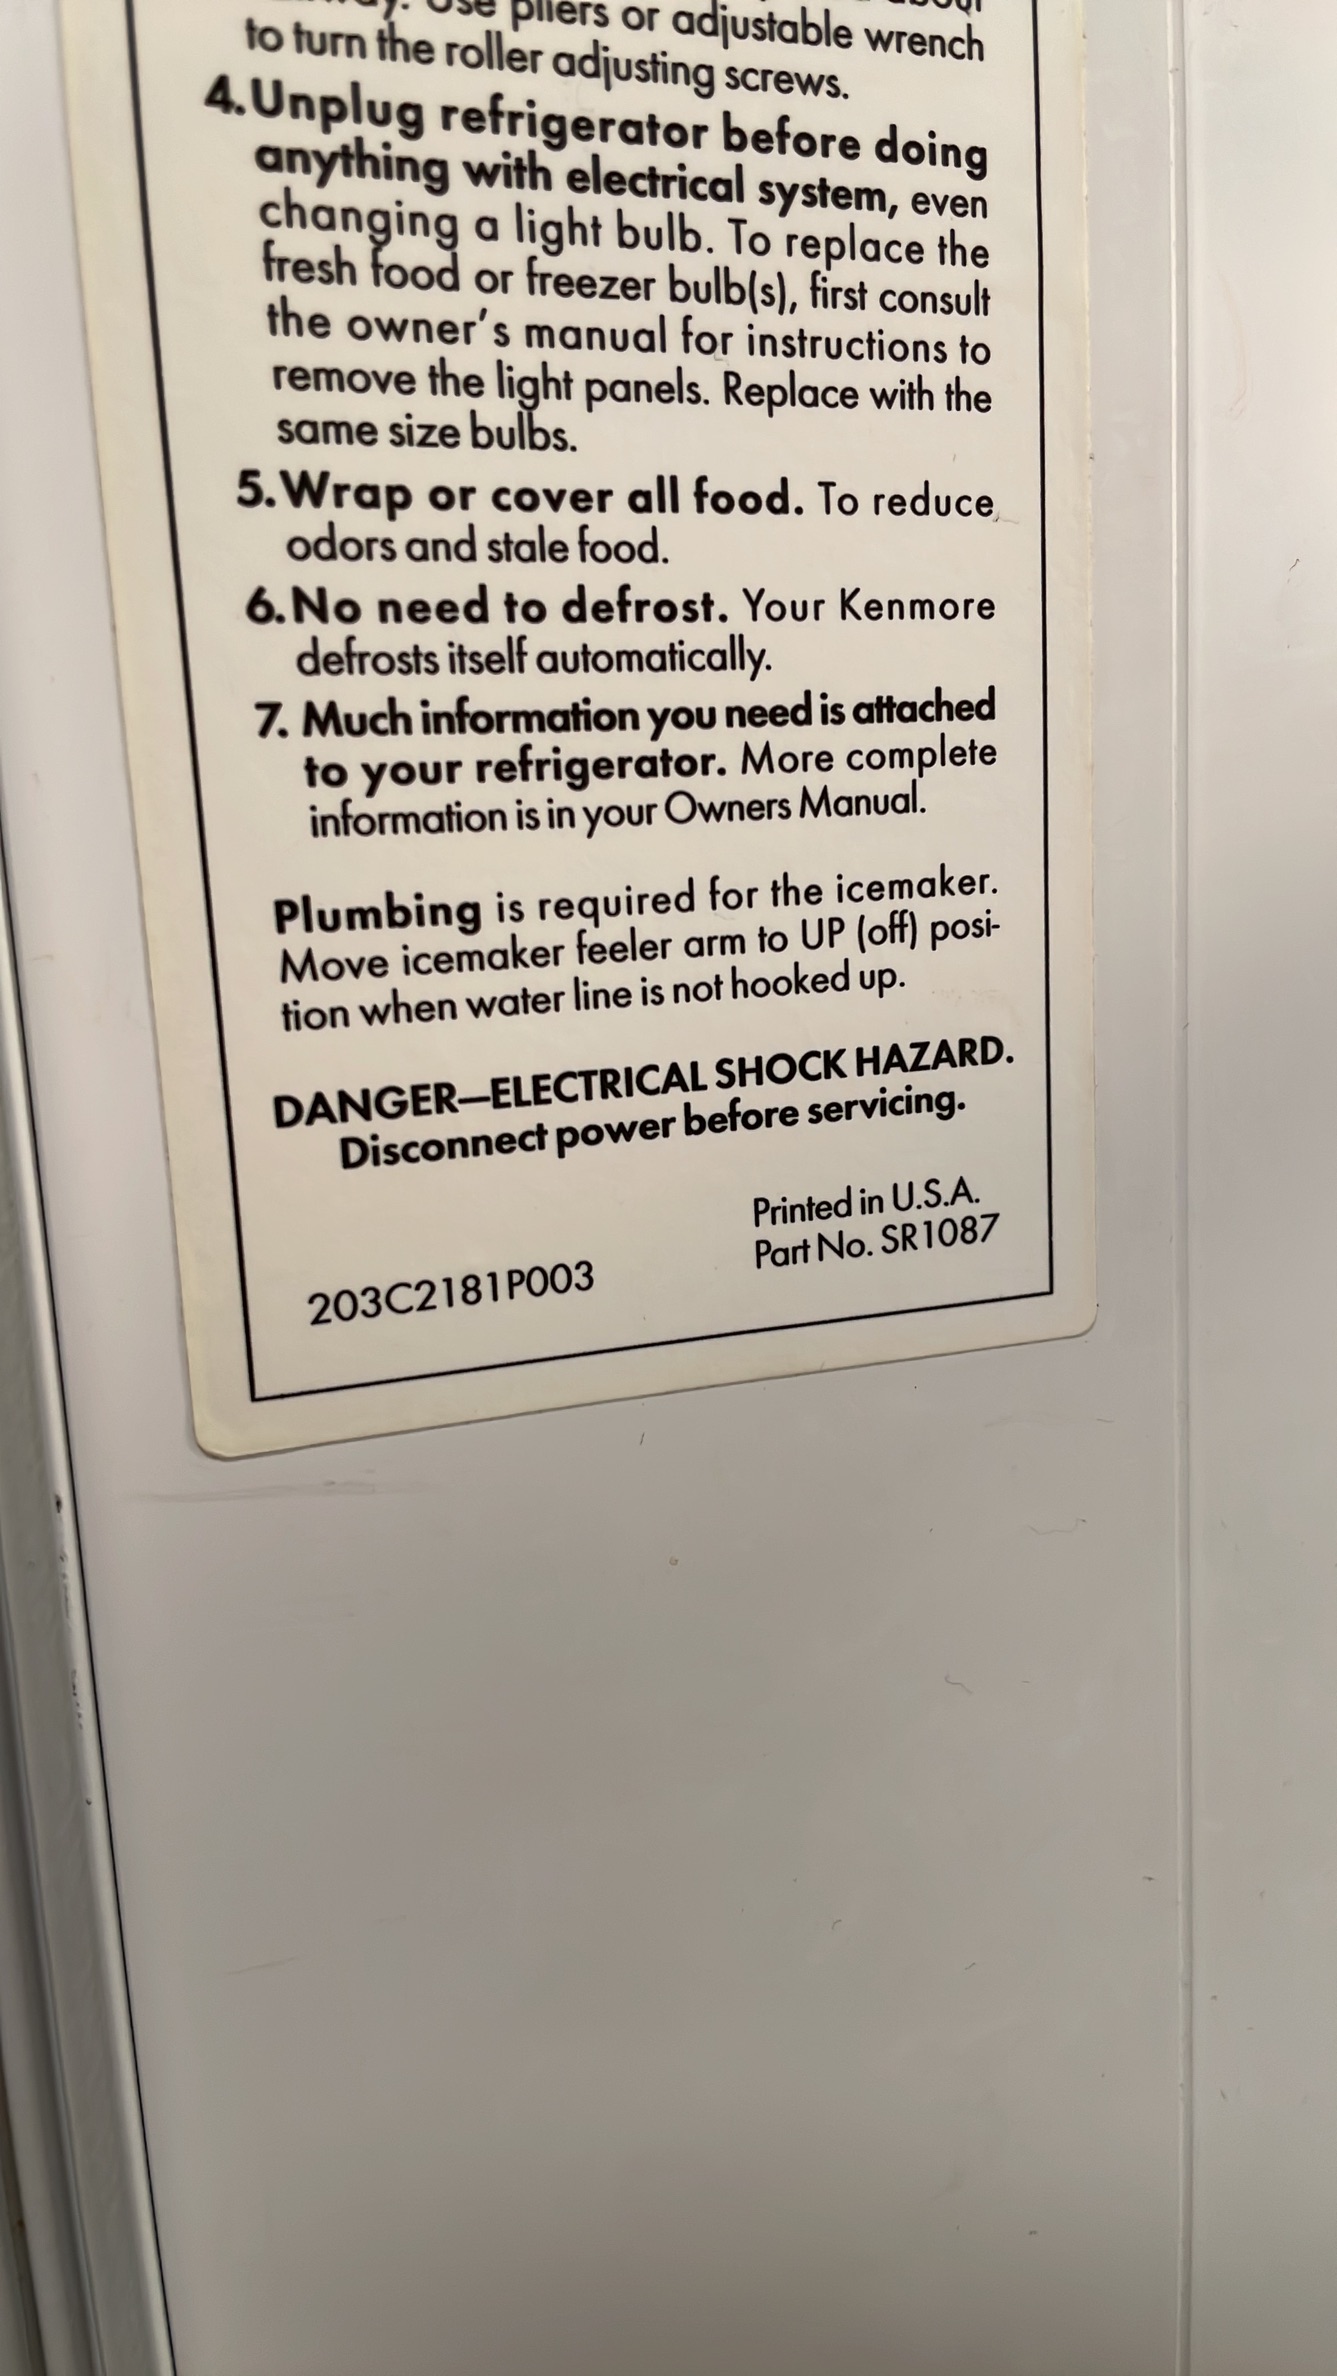 Use pliers or adjustable wrench
to turn the roller adjusting screws.
4. Unplug refrigerator before doing
anything with electrical system, even
changing a light bulb. To replace the
fresh food or freezer bulb(s), first consult
the owner's manual for instructions to
remove the light panels. Replace with the
same size bulbs.
5. Wrap or cover all food. To reduce
odors and stale food.
6. No need to defrost. Your Kenmore
defrosts itself automatically.
7. Much information you need is attached
to your refrigerator. More complete
information is in your Owners Manual.
Plumbing is required for the icemaker.
Move icemaker feeler arm to UP (off) posi-
tion when water line is not hooked up.
DANGER—ELECTRICAL SHOCK HAZARD.
Disconnect power before servicing.
Printed in U.S.A.
Part No. SR1087
203C2181P003